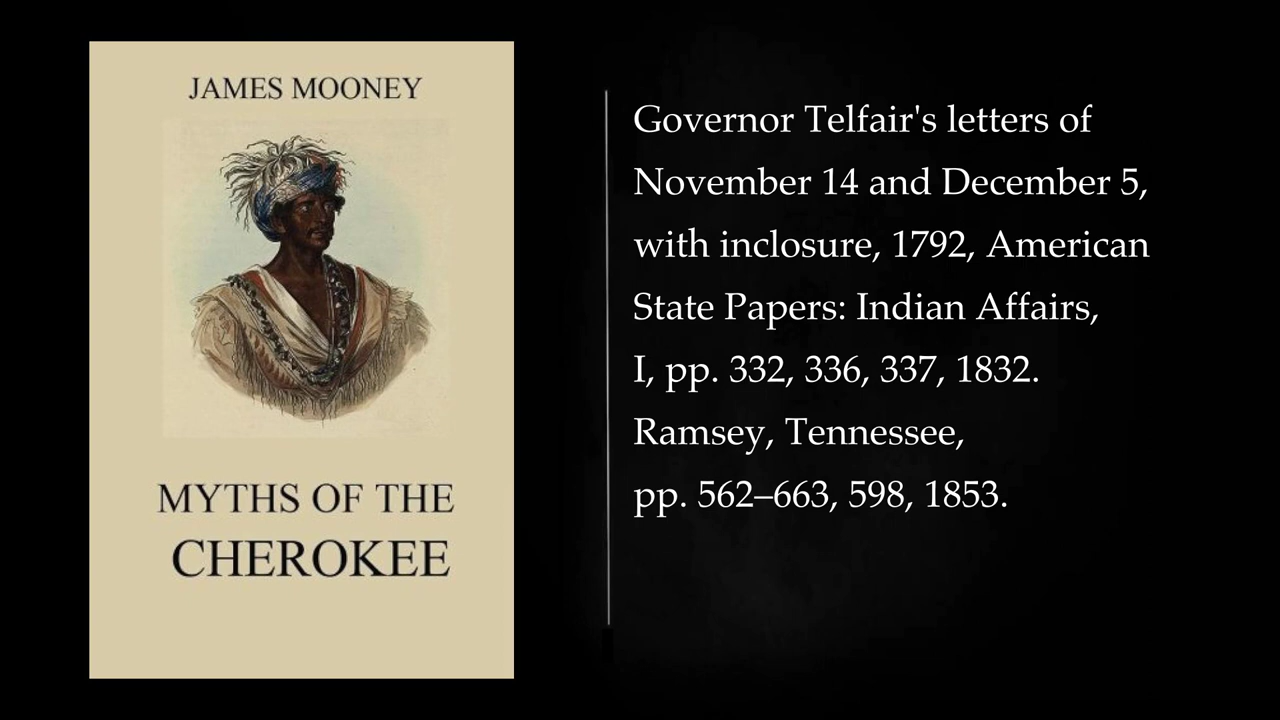 JAMES MOONEY
MYTHS OF THE
CHEROKEE
Governor Telfair's letters of
November 14 and December 5,
with inclosure, 1792, American
State Papers: Indian Affairs,
I, pp. 332, 336, 337, 1832.
Ramsey, Tennessee,
pp. 562–663, 598, 1853.